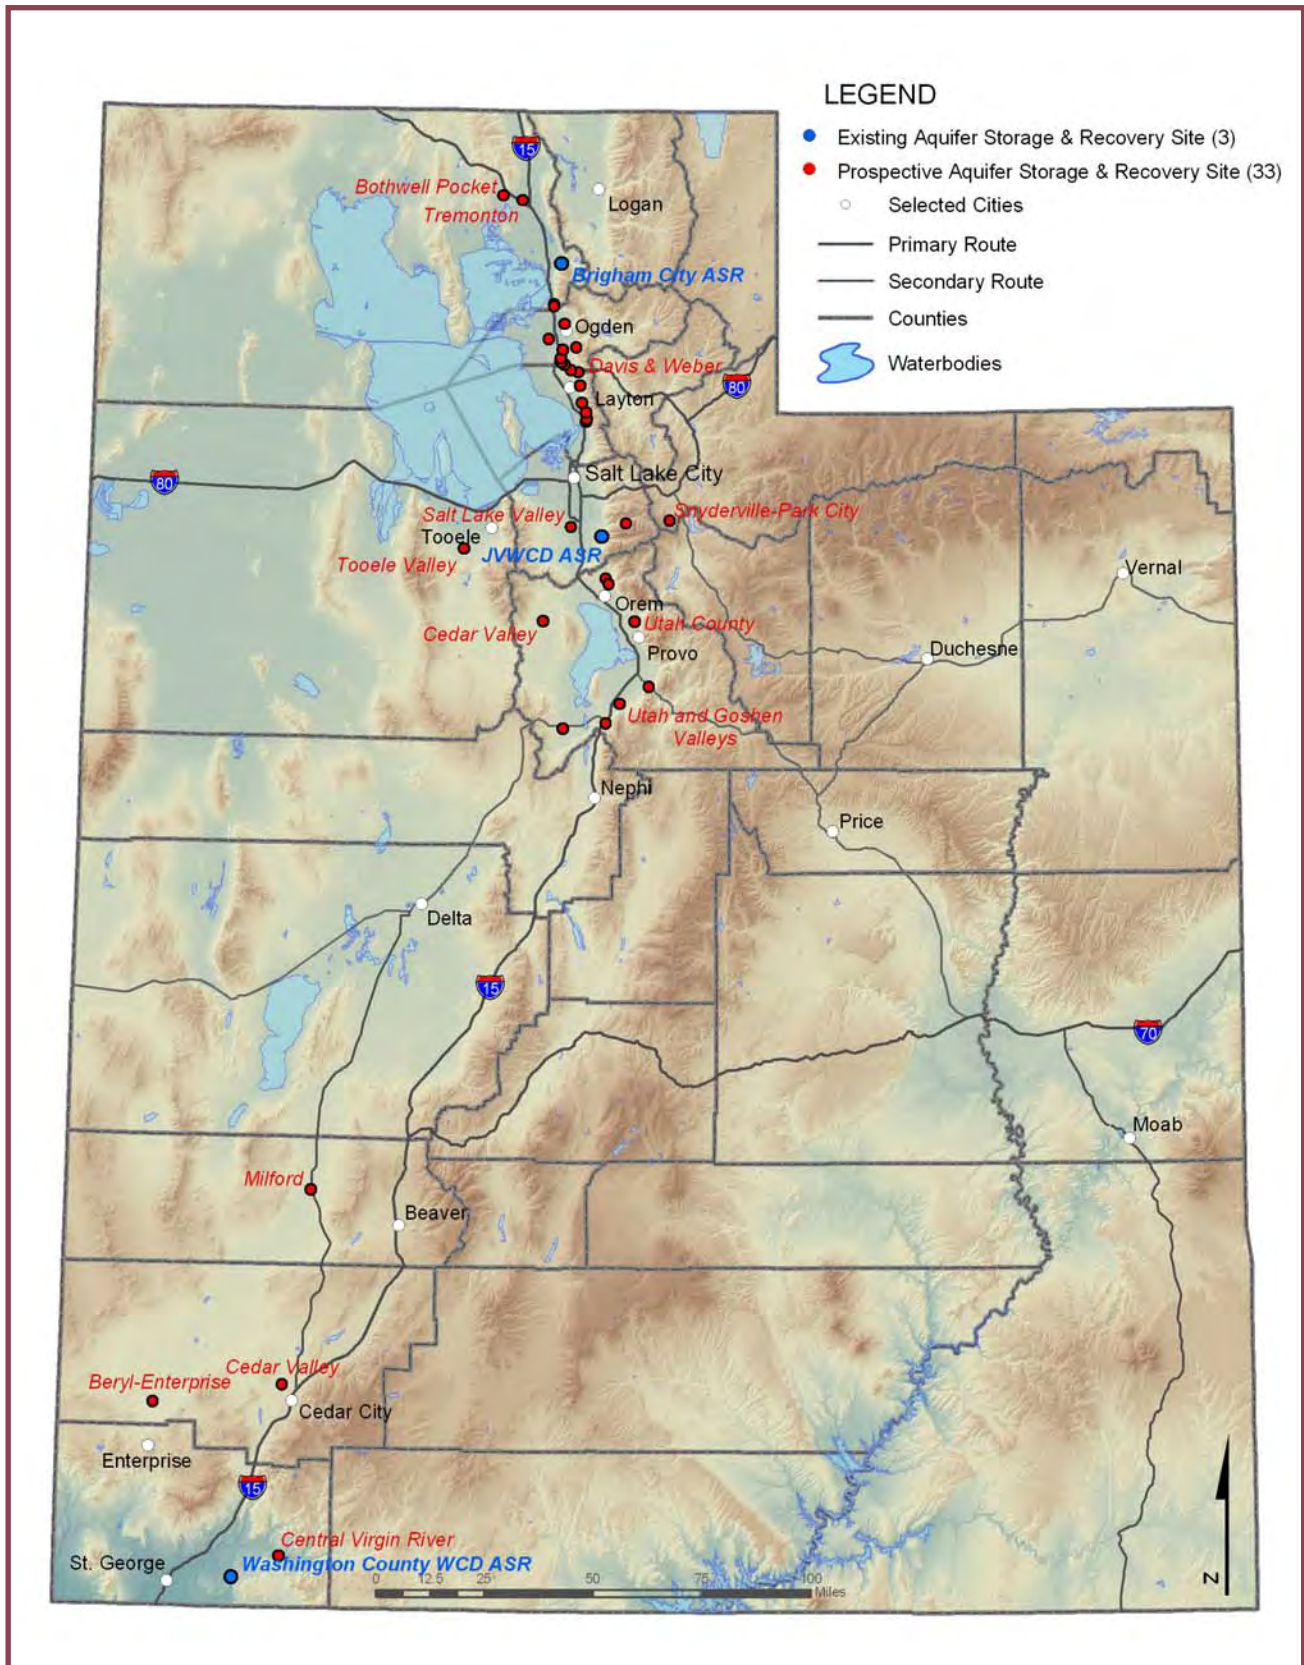 LEGEND
Existing Aquifer Storage & Recovery Site (3)
Prospective Aquifer Storage & Recovery Site (33)
Selected Cities
Primary Route
Secondary Route
Counties
Waterbodies
15
Bothwell Pocket
Logan
Tremonton
Brigham City ASR
Ogden
Davis & Weber
80
Layton
Salt Lake City
80
Salt Lake Valley
Snyderville-Park City
Tooele
JVWCD ASR
Tooele Valley
Vernal
Orem
Utah County
Cedar Valley
Provo
Duchesne
Utah and Goshen
Valleys
Nephi
Price
Delta
15
70
Moab
Milford
Beaver
Cedar Valley
Beryl-Enterprise
Cedar City
Enterprise
15
Central Virgin River
St. George
Washington County WCD ASR
0 12.5 25 50 75 100
Miles
N